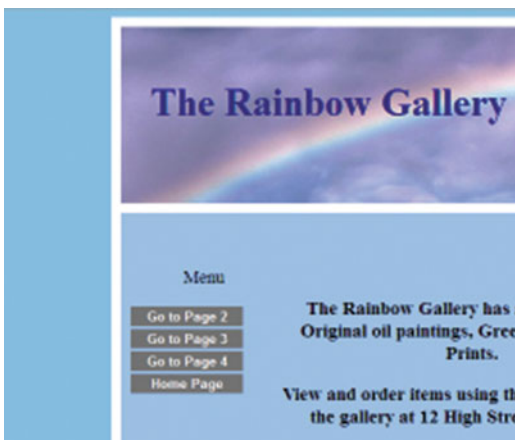 The Rainbow Gallery
Menu
Go to Page 2
Go to Page 3
Go to Page 4
Home Page
The Rainbow Gallery has
Original oil paintings, Gree
Prints.
View and order items using th
the gallery at 12 High Stre